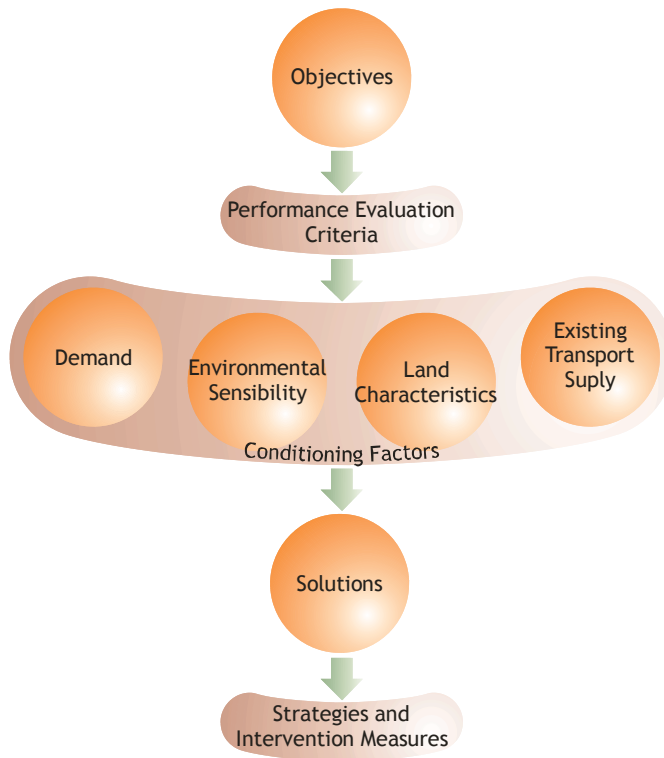 Objectives
Performance Evaluation
Criteria
Demand
Environmental
Sensibility
Land
Characteristics
Existing
Transport
Suply
Conditioning Factors
Solutions
Strategies and
Intervention Measures